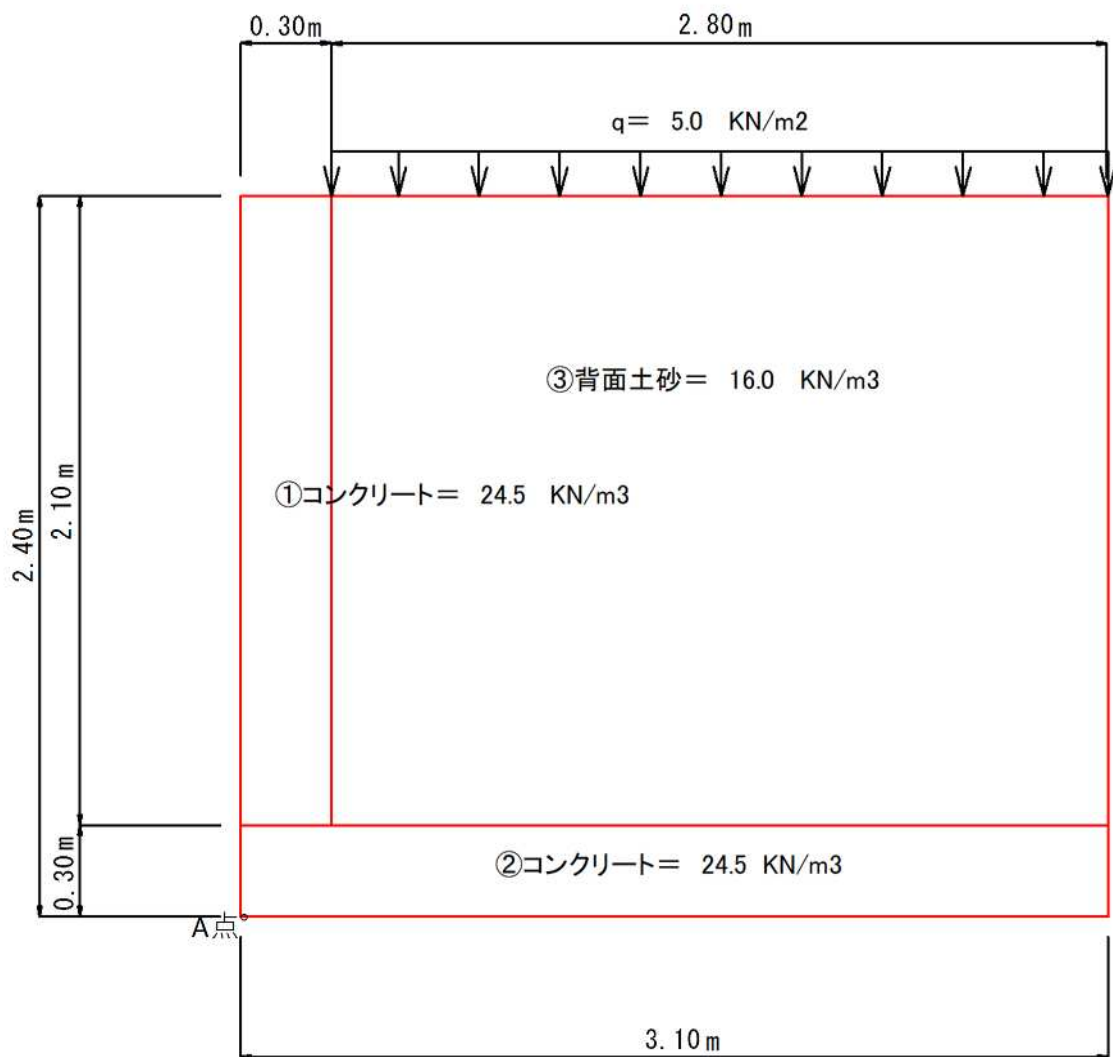 0.30m
2.80m
q＝ 5.0 KN/m2
③背面土砂＝ 16.0 KN/m3
①コンクリート＝ 24.5 KN/m3
2.10m
2.40m
②コンクリート＝ 24.5 KN/m3
0.30m
A点
3.10m